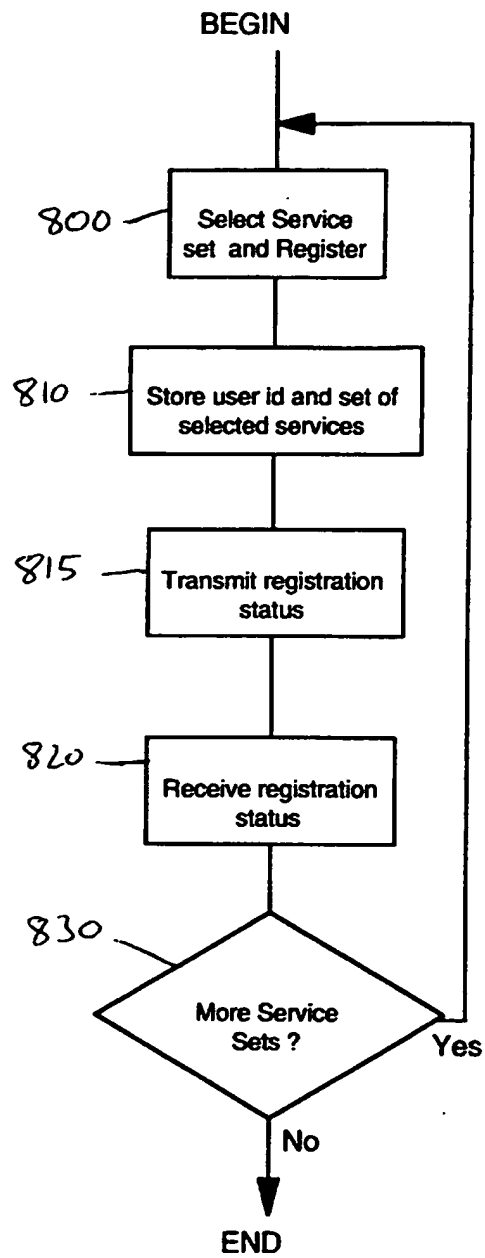 BEGIN
800
Select Service
set and Register
810
Store user id and set of
selected services
815
Transmit registration
status
820
Receive registration
status
830
More Service
Sets ?
Yes
No
END